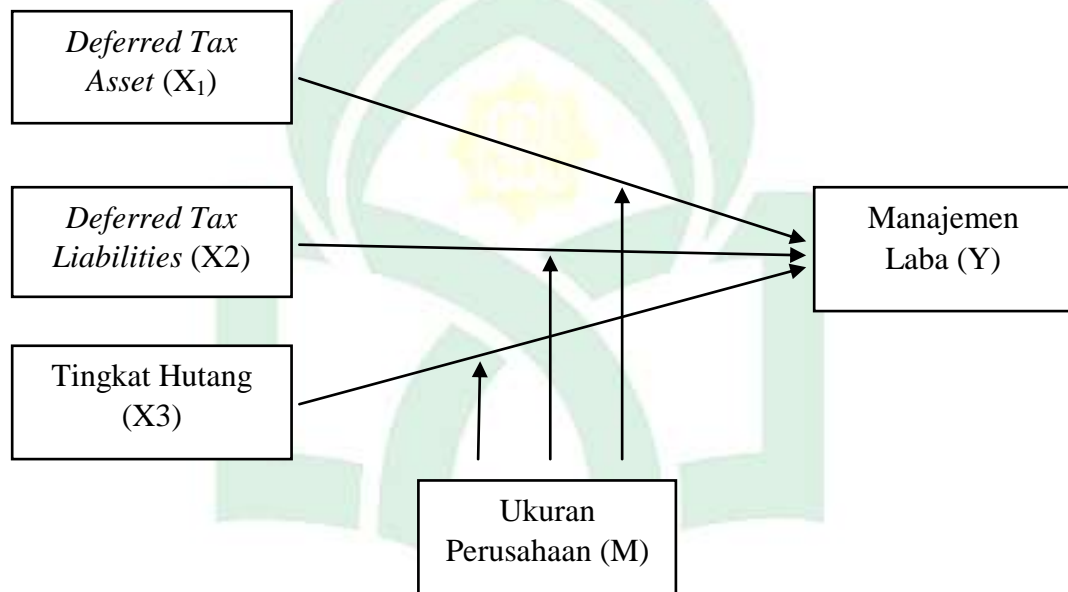 Deferred Tax
Asset (X₁)
Deferred Tax
Liabilities (X2)
Tingkat Hutang
(X3)
Manajemen
Laba (Y)
Ukuran
Perusahaan (M)